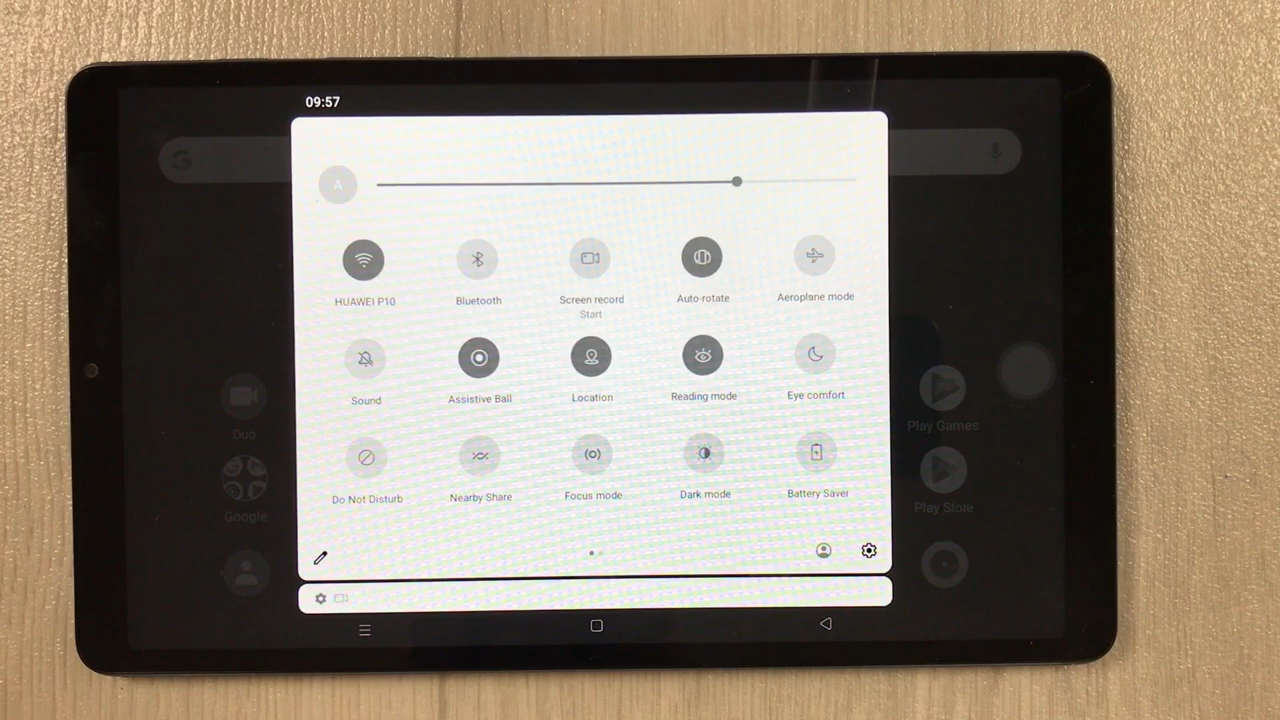 09:57
G
A
HUAWEI P10
Bluetooth
Screen record
Start
Auto-rotate
Aeroplane mode
Sound
Assistive Ball
Location
Reading mode
Eye comfort
Do Not Disturb
Nearby Share
Focus mode
Dark mode
Battery Saver
Duo
Google
Play Games
Play Store